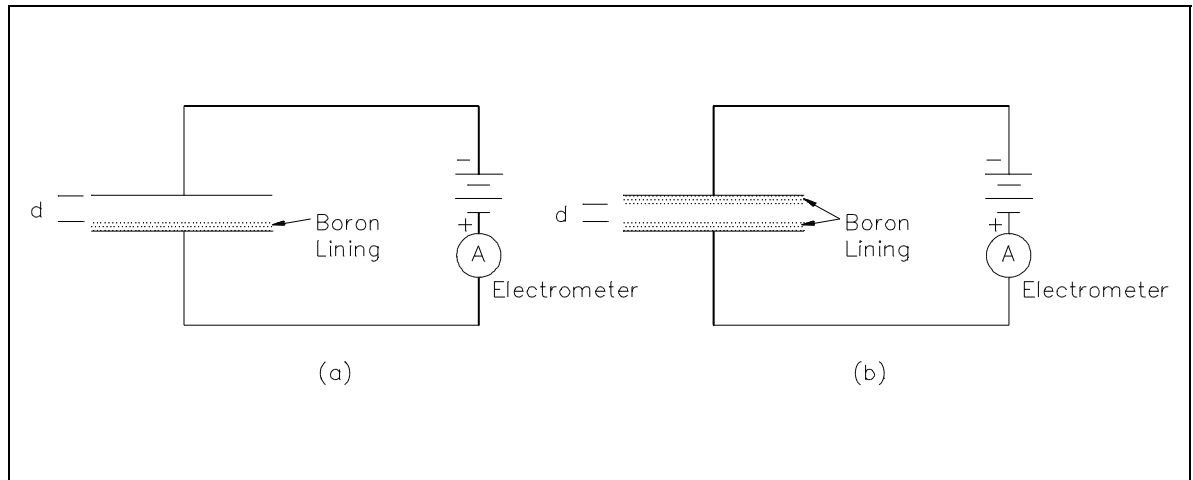 −
d
Boron
Lining
+
A
Electrometer
(a)
−
d
Boron
Lining
+
A
Electrometer
(b)